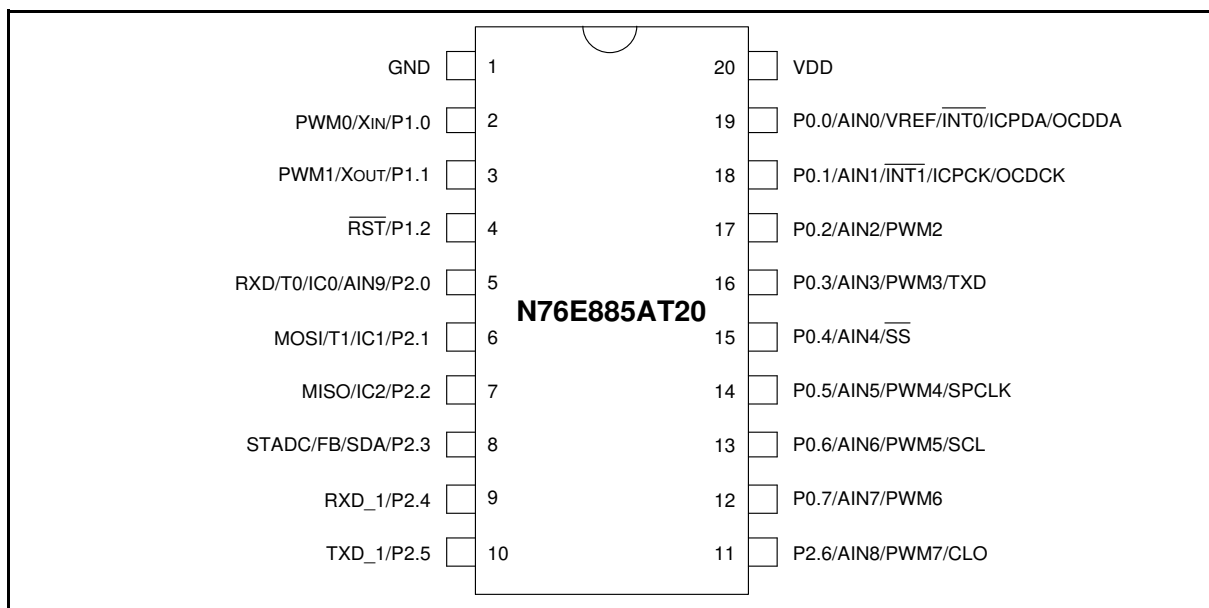 GND 1 20 VDD
PWM0/XIN/P1.0 2 19 P0.0/AIN0/VREF/INT0/ICPDA/OCDDA
PWM1/XOUT/P1.1 3 18 P0.1/AIN1/INT1/ICPCK/OCDCK
RST/P1.2 4 17 P0.2/AIN2/PWM2
RXD/T0/IC0/AIN9/P2.0 5 16 P0.3/AIN3/PWM3/TXD
N76E885AT20
MOSI/T1/IC1/P2.1 6 15 P0.4/AIN4/SS
MISO/IC2/P2.2 7 14 P0.5/AIN5/PWM4/SPCLK
STADC/FB/SDA/P2.3 8 13 P0.6/AIN6/PWM5/SCL
RXD_1/P2.4 9 12 P0.7/AIN7/PWM6
TXD_1/P2.5 10 11 P2.6/AIN8/PWM7/CLO